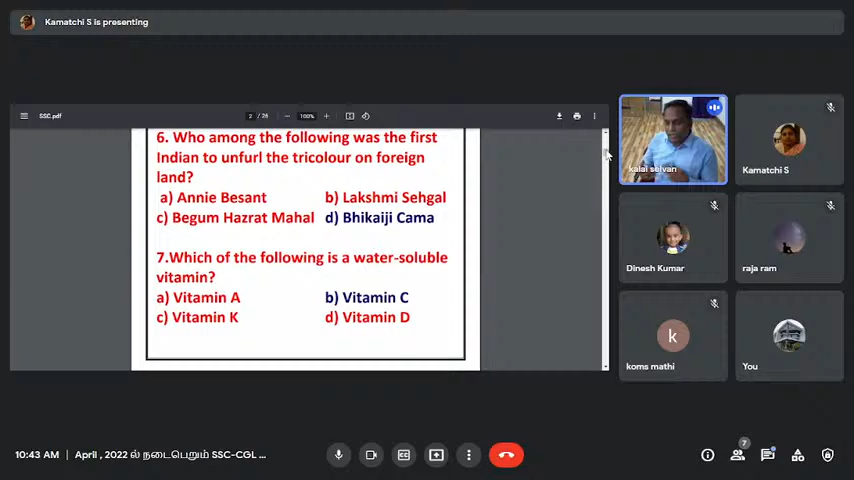 Kamatchi S is presenting
SSC.pdf
2 / 26
100%
6. Who among the following was the first
Indian to unfurl the tricolour on foreign
land?
a) Annie Besant b) Lakshmi Sehgal
c) Begum Hazrat Mahal d) Bhikaiji Cama
7.Which of the following is a water-soluble
vitamin?
a) Vitamin A b) Vitamin C
c) Vitamin K d) Vitamin D
kalai selvan
Kamatchi S
Dinesh Kumar
raja ram
k
koms mathi
You
10:43 AM | April , 2022 ல் நடைபெறும் SSC-CGL ...
7